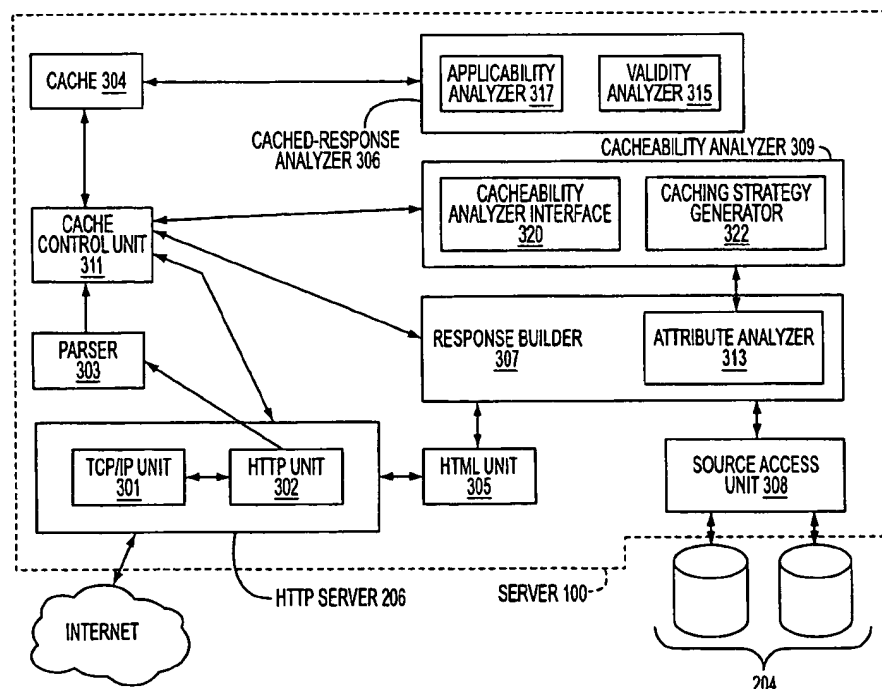 CACHE 304
APPLICABILITY
ANALYZER 317
VALIDITY
ANALYZER 315
CACHED-RESPONSE
ANALYZER 306
CACHEABILITY ANALYZER 309
CACHEABILITY
ANALYZER INTERFACE
320
CACHING STRATEGY
GENERATOR
322
CACHE
CONTROL UNIT
311
RESPONSE BUILDER
307
ATTRIBUTE ANALYZER
313
PARSER
303
TCP/IP UNIT
301
HTTP UNIT
302
HTML UNIT
305
SOURCE ACCESS
UNIT 308
HTTP SERVER 206
SERVER 100
INTERNET
204